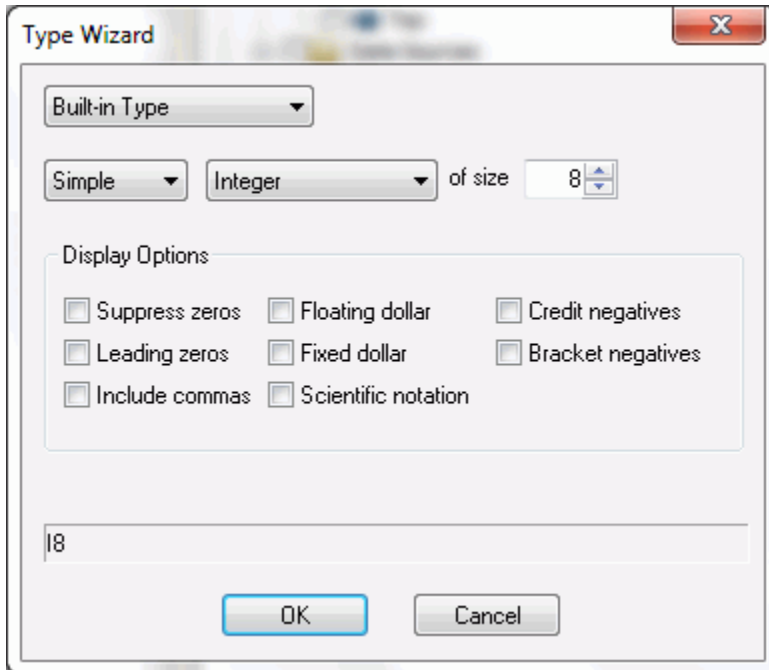 Type Wizard
Built-in Type
Simple Integer of size 8
Display Options
Suppress zeros Floating dollar Credit negatives
Leading zeros Fixed dollar Bracket negatives
Include commas Scientific notation
I8
OK Cancel